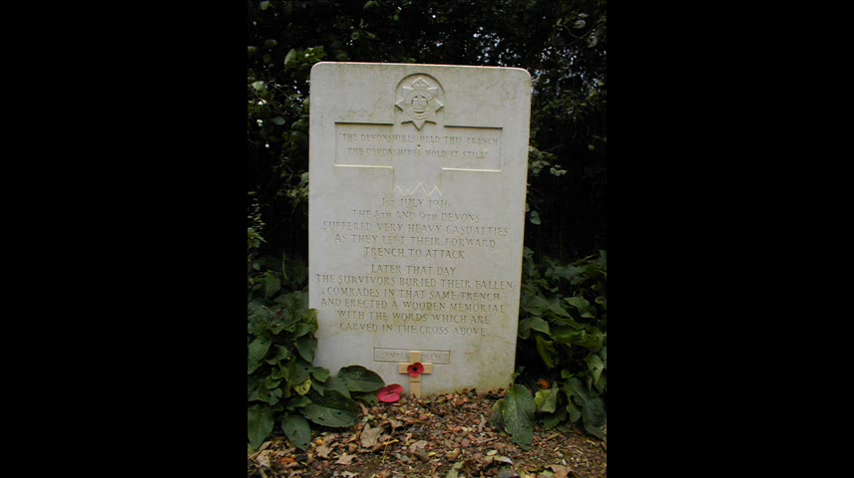 "THE DEVONSHIRES HELD THIS TRENCH
THE DEVONSHIRES HOLD IT STILL"
1ST JULY 1916
THE 8TH AND 9TH DEVONS
SUFFERED VERY HEAVY CASUALTIES
AS THEY LEFT THEIR FORWARD
TRENCH TO ATTACK
LATER THAT DAY
THE SURVIVORS BURIED THEIR FALLEN
COMRADES IN THAT SAME TRENCH
AND ERECTED A WOODEN MEMORIAL
WITH THE WORDS WHICH ARE
CARVED IN THE CROSS ABOVE